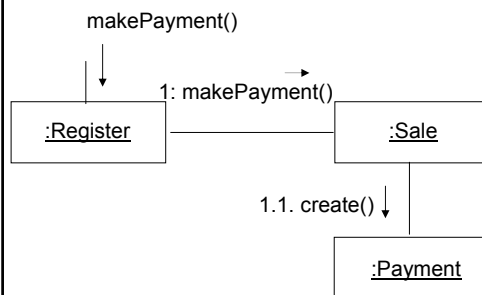 makePayment()
1: makePayment()
:Register
:Sale
1.1. create()
:Payment